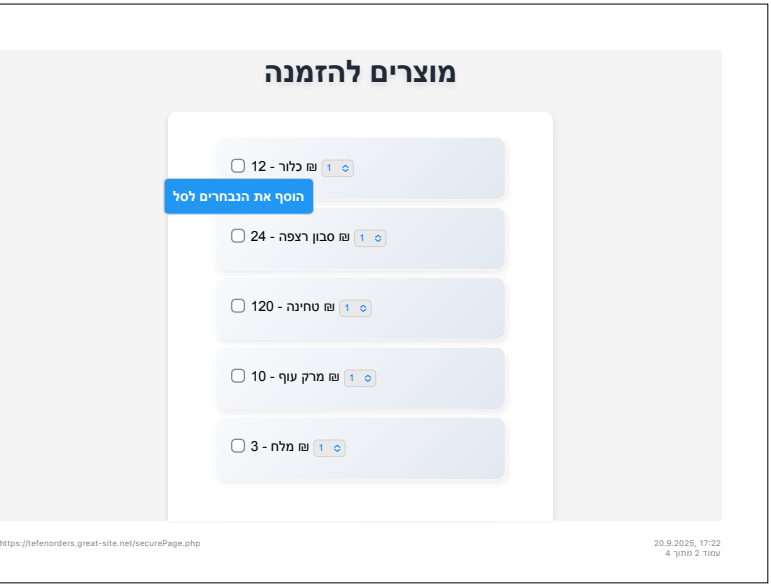 מוצרים להזמנה
כלור - 12 ₪ 1
הוסף את הנבחרים לסל
סבון רצפה - 24 ₪ 1
טחינה - 120 ₪ 1
מרק עוף - 10 ₪ 1
מלח - 3 ₪ 1
https://tefenorders.great-site.net/securePage.php
20.9.2025, 17:22
עמוד 2 מתוך 4